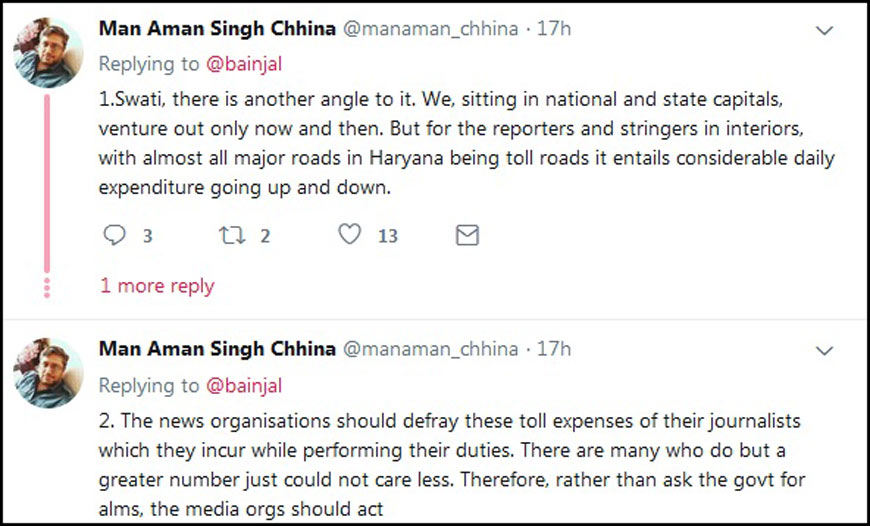 Man Aman Singh Chhina @manaman_chhina · 17h
Replying to @bainjal
1.Swati, there is another angle to it. We, sitting in national and state capitals,
venture out only now and then. But for the reporters and stringers in interiors,
with almost all major roads in Haryana being toll roads it entails considerable daily
expenditure going up and down.
3 2 13
1 more reply
Man Aman Singh Chhina @manaman_chhina · 17h
Replying to @bainjal
2. The news organisations should defray these toll expenses of their journalists
which they incur while performing their duties. There are many who do but a
greater number just could not care less. Therefore, rather than ask the govt for
alms, the media orgs should act